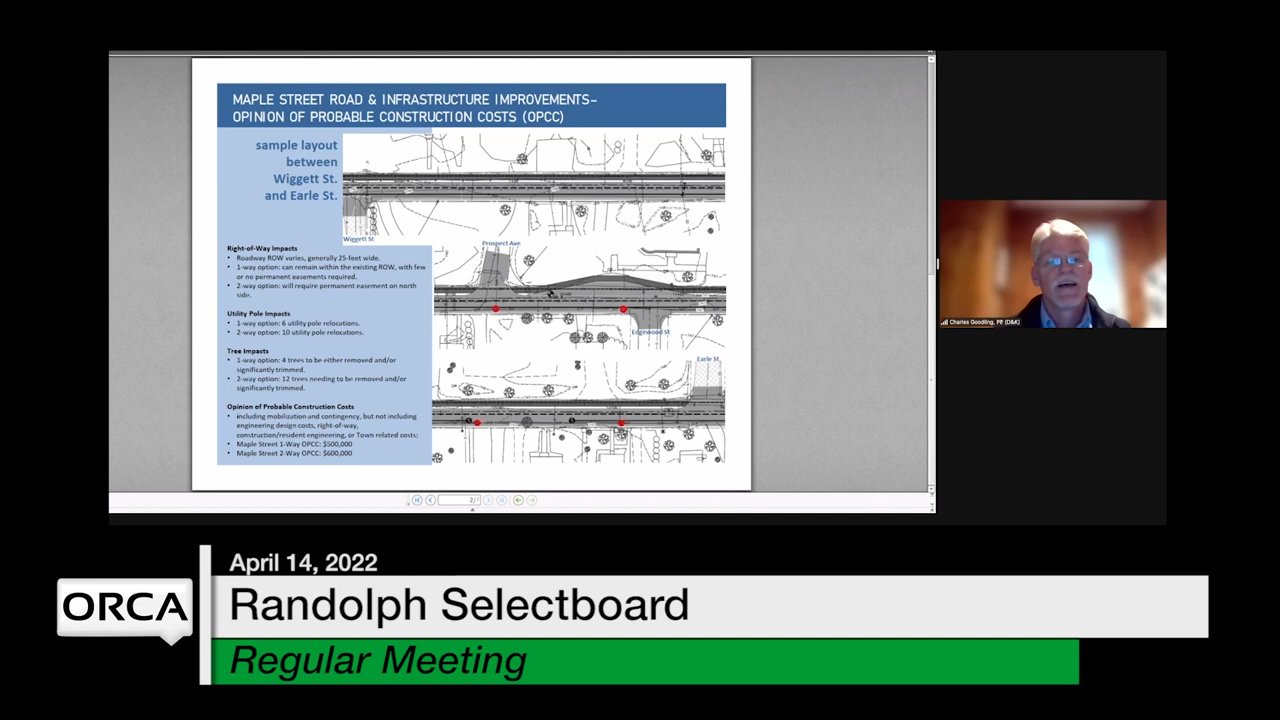 MAPLE STREET ROAD & INFRASTRUCTURE IMPROVEMENTS–
OPINION OF PROBABLE CONSTRUCTION COSTS (OPCC)
sample layout
between
Wiggett St.
and Earle St.
Wiggett St
Right-of-Way Impacts
• Roadway ROW varies, generally 25-feet wide.
• 1-way option: can remain within the existing ROW, with few
or no permanent easements required.
• 2-way option: will require permanent easement on north
side.
Prospect Ave
Edgewood St
Utility Pole Impacts
• 1-way option: 6 utility pole relocations.
• 2-way option: 10 utility pole relocations.
Tree Impacts
• 1-way option: 4 trees to be either removed and/or
significantly trimmed.
• 2-way option: 12 trees needing to be removed and/or
significantly trimmed.
Earle St.
Opinion of Probable Construction Costs
• including mobilization and contingency, but not including
engineering design costs, right-of-way,
construction/resident engineering, or Town related costs:
• Maple Street 1-Way OPCC: $500,000
• Maple Street 2-Way OPCC: $600,000
Charles Goodling, PE (D&K)
April 14, 2022
ORCA
Randolph Selectboard
Regular Meeting